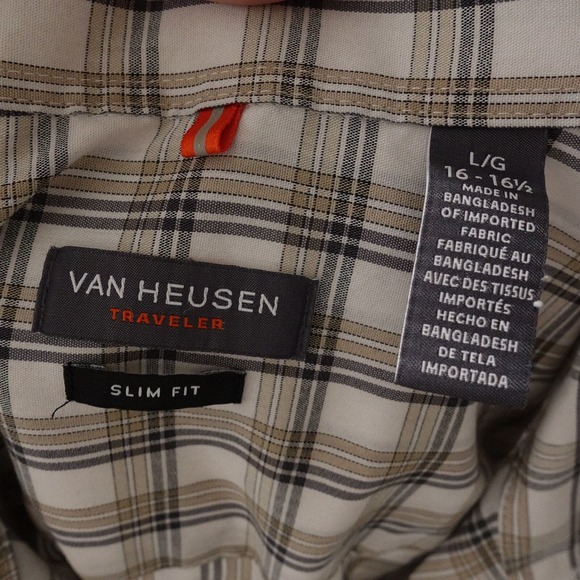 VAN HEUSEN
TRAVELER
SLIM FIT
L/G
16 - 16½
MADE IN
BANGLADESH
OF IMPORTED
FABRIC
FABRIQUÉ AU
BANGLADESH
AVEC DES TISSUS
IMPORTÉS
HECHO EN
BANGLADESH
DE TELA
IMPORTADA